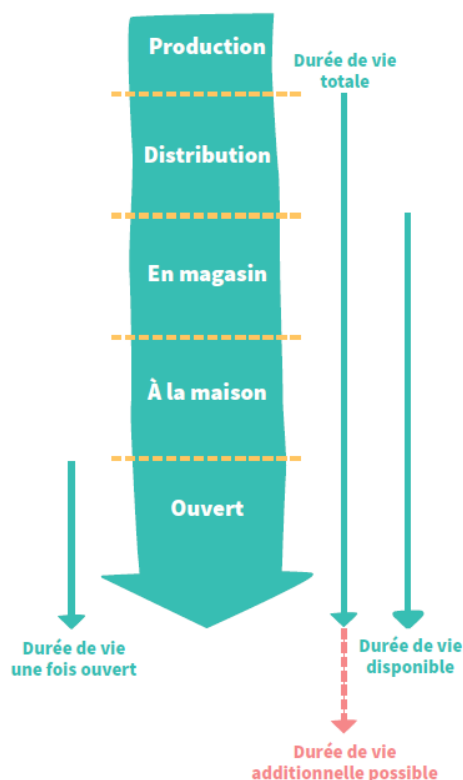 Production
Durée de vie
totale
Distribution
En magasin
À la maison
Ouvert
Durée de vie
une fois ouvert
Durée de vie
disponible
Durée de vie
additionnelle possible